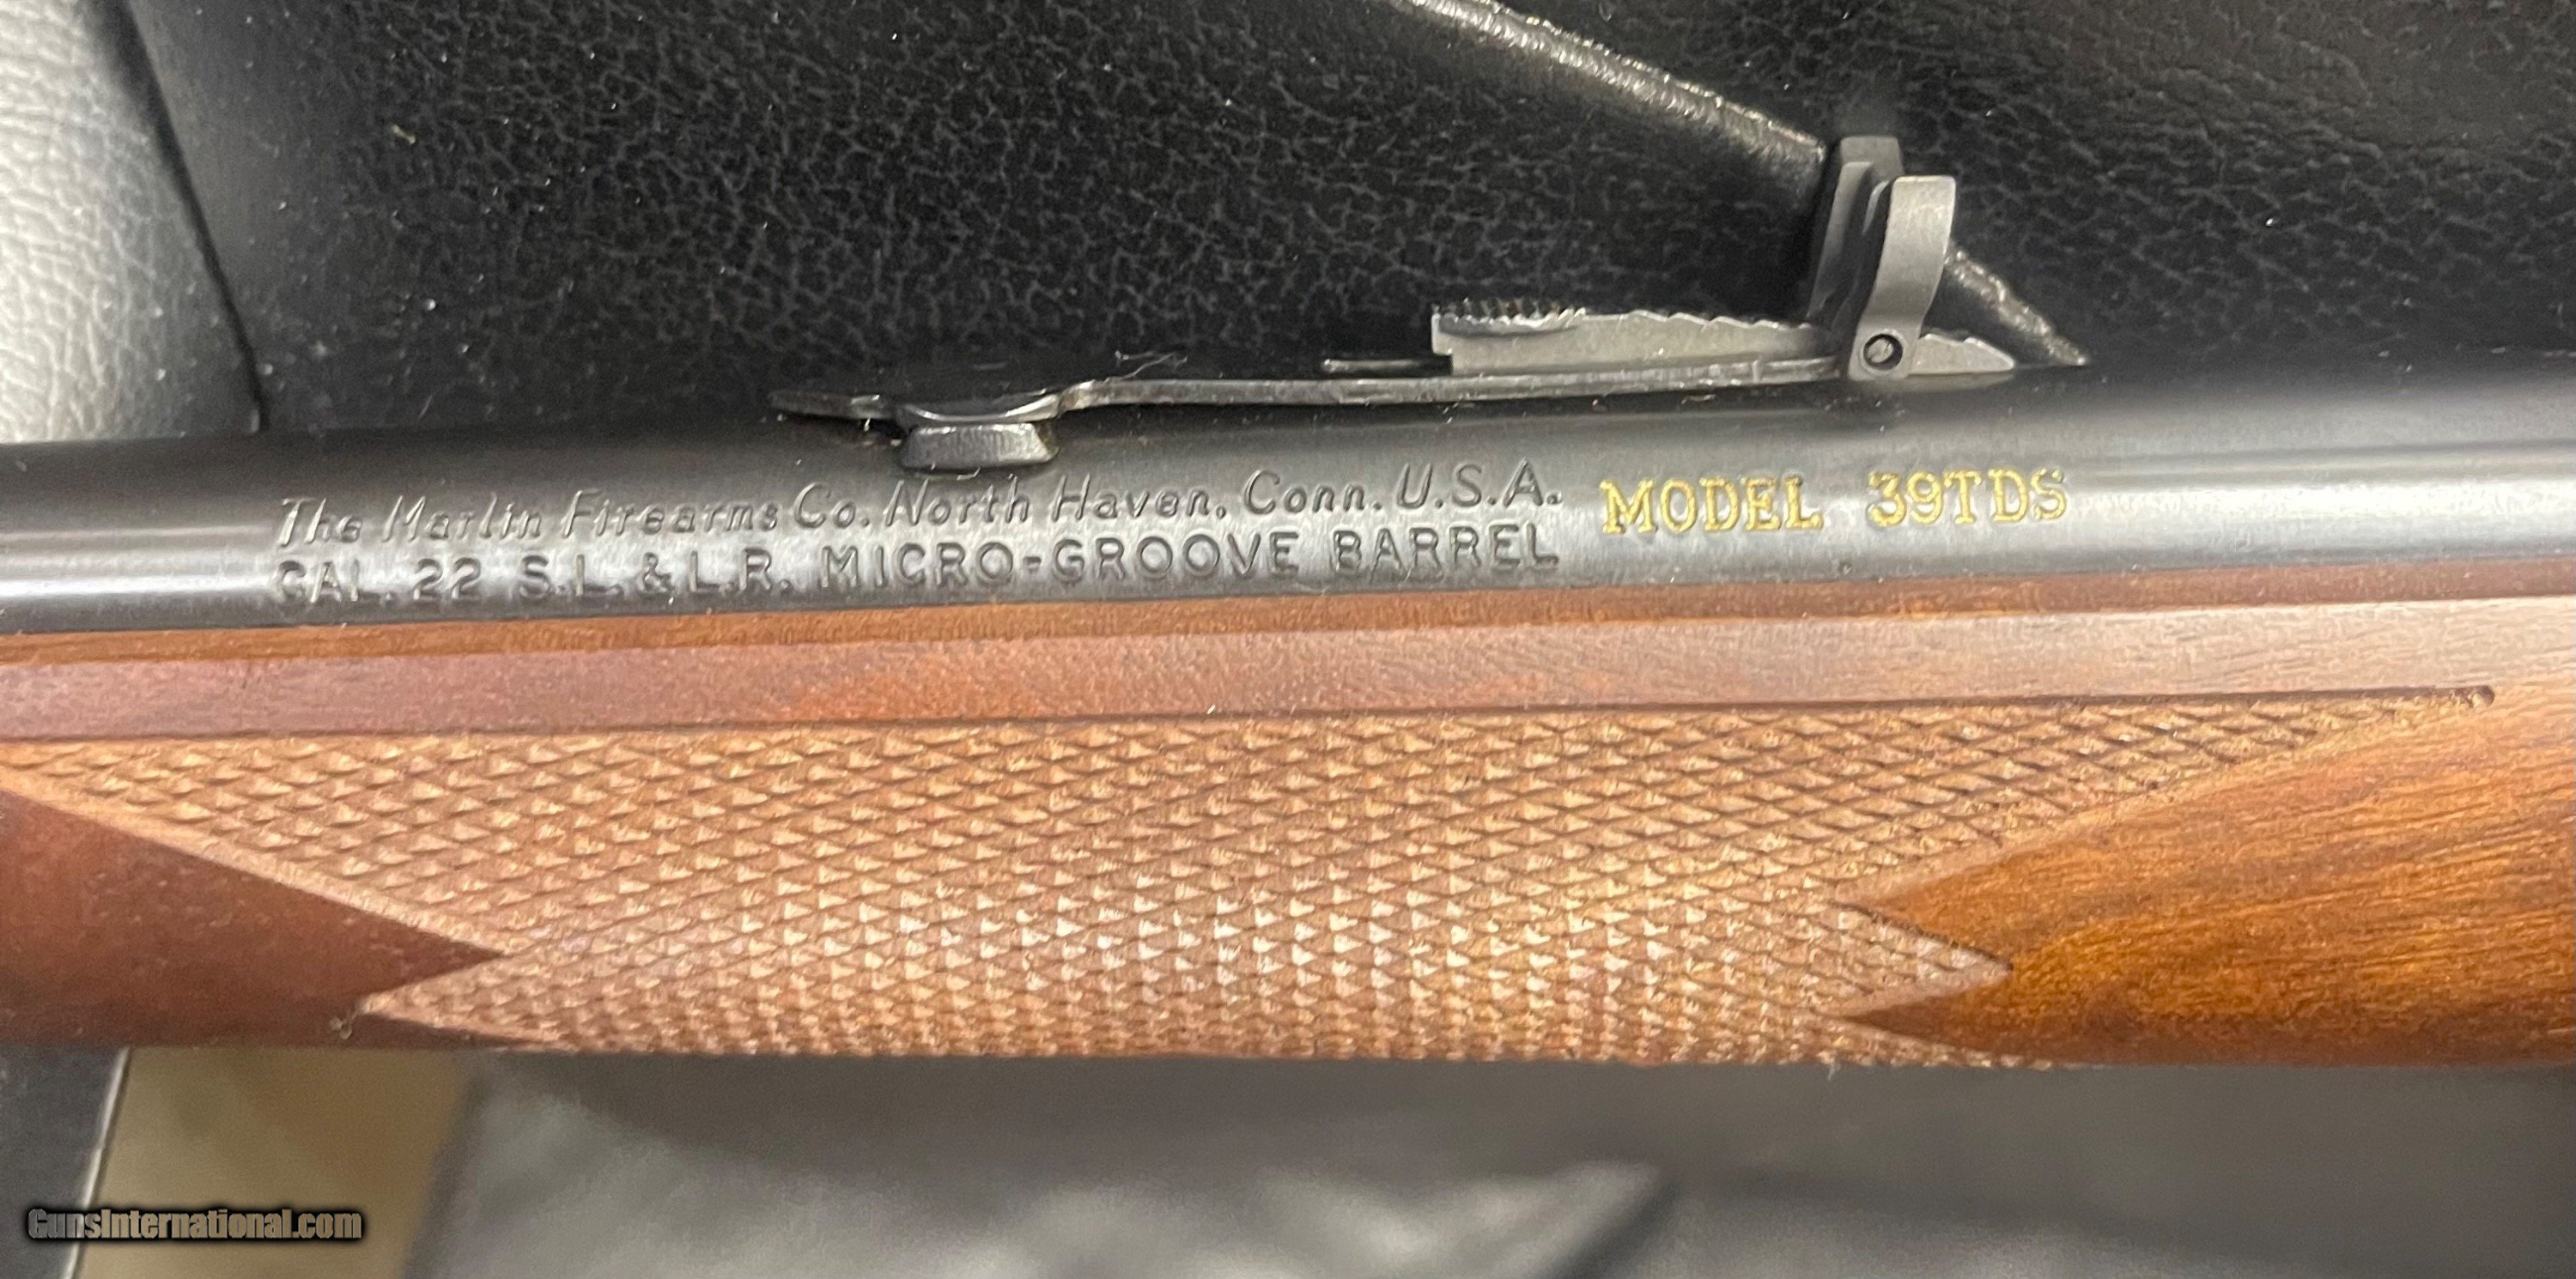 The Marlin Firearms Co. North Haven, Conn. U.S.A.
CAL. 22 S.L. & L.R. MICRO-GROOVE BARREL
MODEL 39TDS
GunsInternational.com